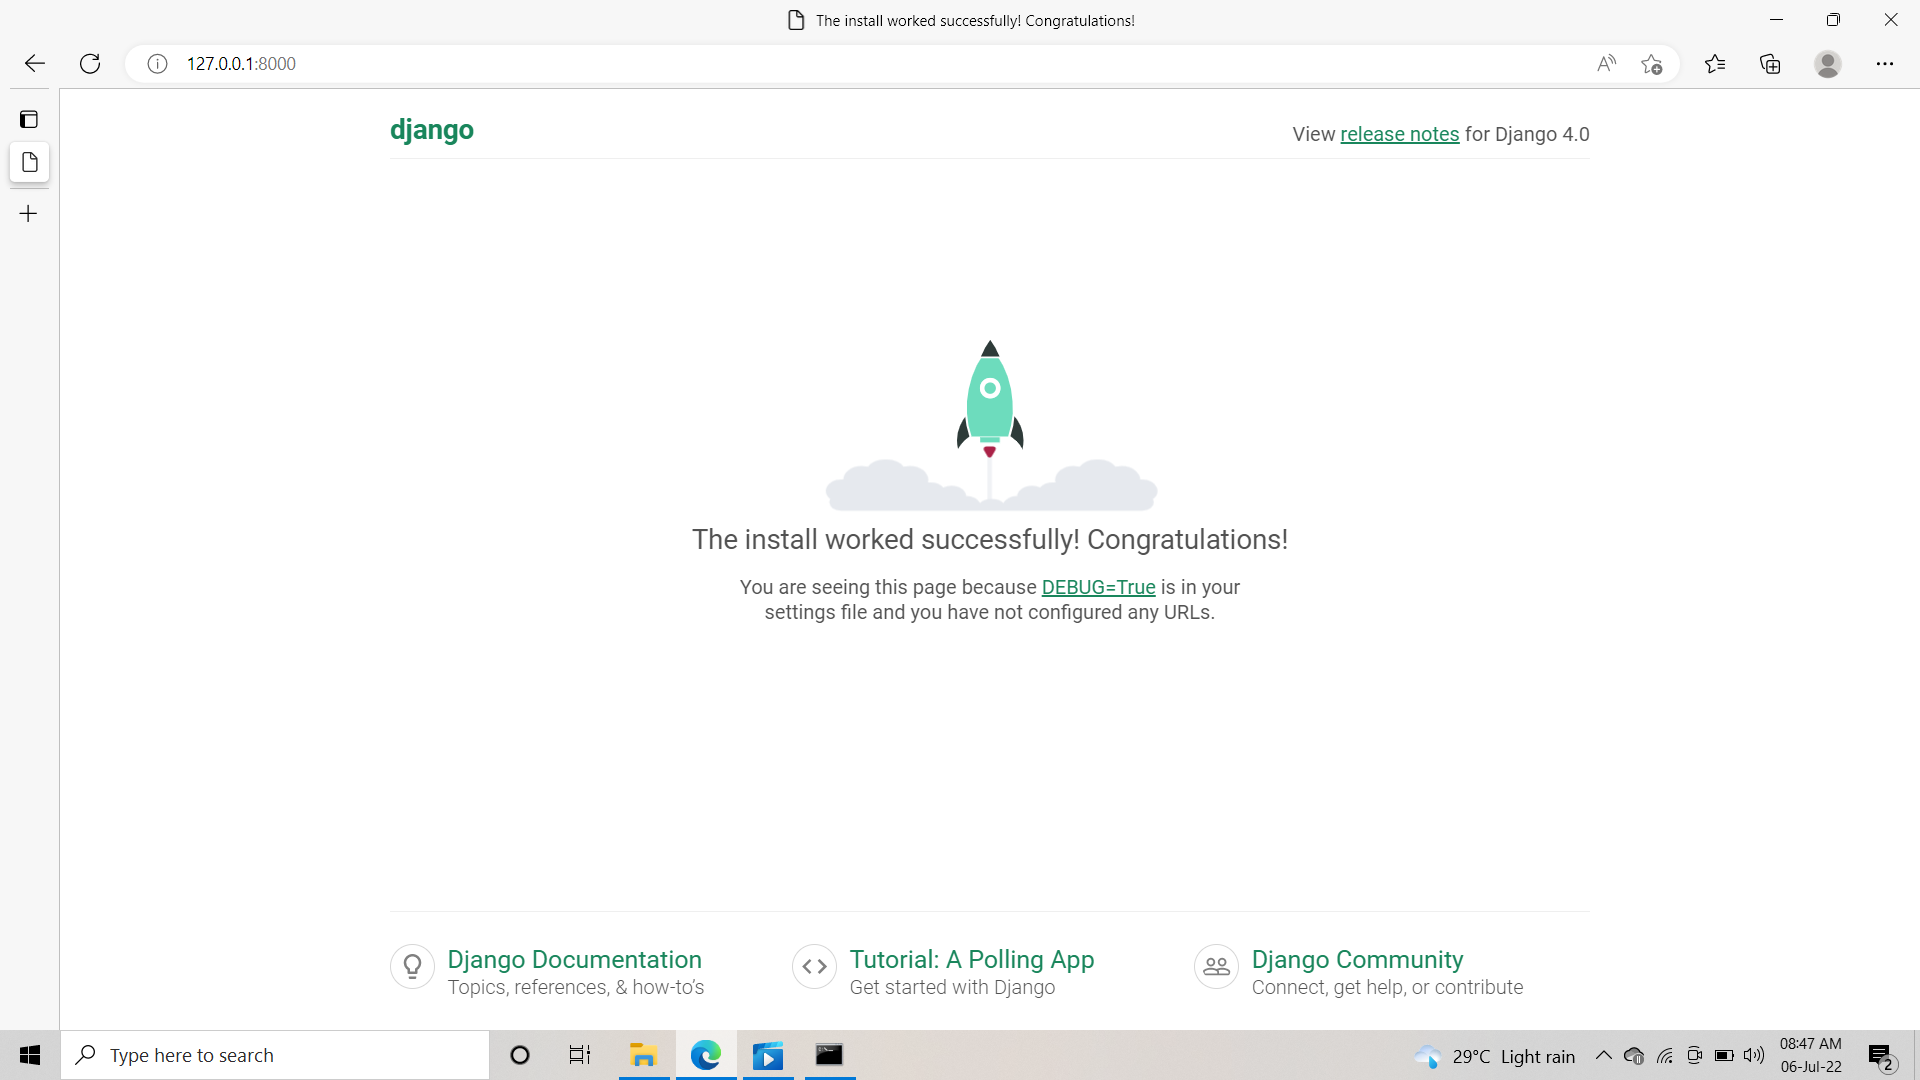 The install worked successfully! Congratulations!
127.0.0.1:8000
django
View release notes for Django 4.0
The install worked successfully! Congratulations!
You are seeing this page because DEBUG=True is in your
settings file and you have not configured any URLs.
Django Documentation
Topics, references, & how-to’s
Tutorial: A Polling App
Get started with Django
Django Community
Connect, get help, or contribute
Type here to search
29°C Light rain
08:47 AM
06-Jul-22
2